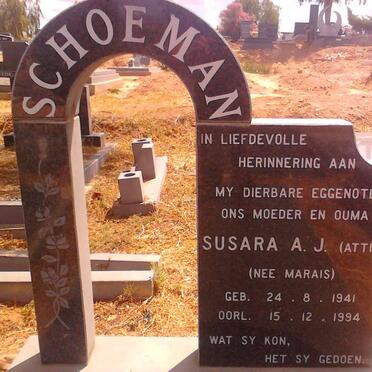 SCHOEMAN
IN LIEFDEVOLLE
HERINNERING AAN
MY DIERBARE EGGENOTE
ONS MOEDER EN OUMA
SUSARA A.J. (ATTI
(NEE MARAIS)
GEB. 24.8.1941
OORL. 15.12.1994
WAT SY KON,
HET SY GEDOEN.